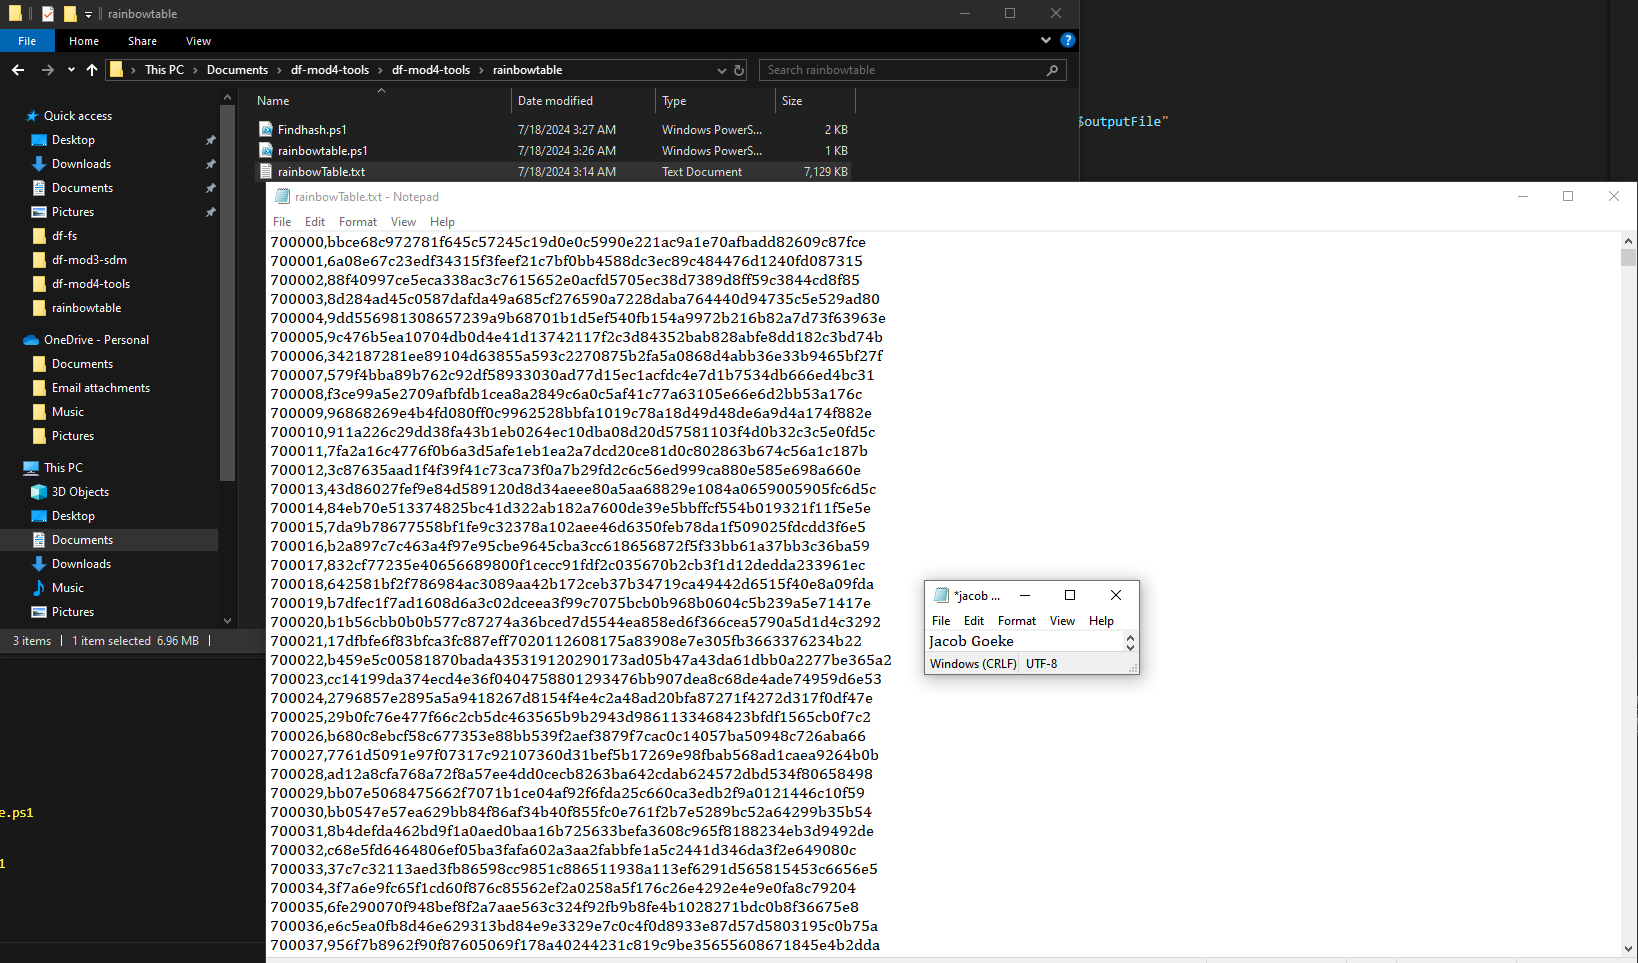 rainbowtable
File Home Share View
This PC Documents df-mod4-tools df-mod4-tools rainbowtable
Search rainbowtable
Name Date modified Type Size
Findhash.ps1 7/18/2024 3:27 AM Windows PowerS... 2 KB
rainbowtable.ps1 7/18/2024 3:26 AM Windows PowerS... 1 KB
rainbowTable.txt 7/18/2024 3:14 AM Text Document 7,129 KB
Quick access
Desktop
Downloads
Documents
Pictures
df-fs
df-mod3-sdm
df-mod4-tools
rainbowtable
OneDrive - Personal
Documents
Email attachments
Music
Pictures
This PC
3D Objects
Desktop
Documents
Downloads
Music
Pictures
3 items 1 item selected 6.96 MB
$outputFile"
e.ps1
1
rainbowTable.txt - Notepad
File Edit Format View Help
700000,bbce68c972781f645c57245c19d0e0c5990e221ac9a1e70afbadd82609c87fce
700001,6a08e67c23edf34315f3feef21c7bf0bb4588dc3ec89c484476d1240fd087315
700002,88f40997ce5eca338ac3c7615652e0acfd5705ec38d7389d8ff59c3844cd8f85
700003,8d284ad45c0587dafda49a685cf276590a7228daba764440d94735c5e529ad80
700004,9dd556981308657239a9b68701b1d5ef540fb154a9972b216b82a7d73f63963e
700005,9c476b5ea10704db0d4e41d13742117f2c3d84352bab828abfe8dd182c3bd74b
700006,342187281ee89104d63855a593c2270875b2fa5a0868d4abb36e33b9465bf27f
700007,579f4bba89b762c92df58933030ad77d15ec1acfdc4e7d1b7534db666ed4bc31
700008,f3ce99a5e2709afbfdb1cea8a2849c6a0c5af41c77a63105e66e6d2bb53a176c
700009,96868269e4b4fd080ff0c9962528bbfa1019c78a18d49d48de6a9d4a174f882e
700010,911a226c29dd38fa43b1eb0264ec10dba08d20d57581103f4d0b32c3c5e0fd5c
700011,7fa2a16c4776f0b6a3d5afe1eb1ea2a7dcd20ce81d0c802863b674c56a1c187b
700012,3c87635aad1f4f39f41c73ca73f0a7b29fd2c6c56ed999ca880e585e698a660e
700013,43d86027fef9e84d589120d8d34aeee80a5aa68829e1084a0659005905fc6d5c
700014,84eb70e513374825bc41d322ab182a7600de39e5bbffcf554b019321f11f5e5e
700015,7da9b78677558bf1fe9c32378a102aee46d6350feb78da1f509025fdcdd3f6e5
700016,b2a897c7c463a4f97e95cbe9645cba3cc618656872f5f33bb61a37bb3c36ba59
700017,832cf77235e40656689800f1cecc91fdf2c035670b2cb3f1d12dedda233961ec
700018,642581bf2f786984ac3089aa42b172ceb37b34719ca49442d6515f40e8a09fda
700019,b7dfec1f7ad1608d6a3c02dceea3f99c7075bcb0b968b0604c5b239a5e71417e
700020,b1b56cbb0b0b577c87274a36bced7d5544ea858ed6f366cea5790a5d1d4c3292
700021,17dfbfe6f83bfca3fc887eff7020112608175a83908e7e305fb3663376234b22
700022,b459e5c00581870bada435319120290173ad05b47a43da61dbb0a2277be365a2
700023,cc14199da374ecd4e36f0404758801293476bb907dea8c68de4ade74959d6e53
700024,2796857e2895a5a9418267d8154f4e4c2a48ad20bfa87271f4272d317f0df47e
700025,29b0fc76e477f66c2cb5dc463565b9b2943d9861133468423bfdf1565cb0f7c2
700026,b680c8ebcf58c677353e88bb539f2aef3879f7cac0c14057ba50948c726aba66
700027,7761d5091e97f07317c92107360d31bef5b17269e98fbab568ad1caea9264b0b
700028,ad12a8cfa768a72f8a57ee4dd0cecb8263ba642cdab624572dbd534f80658498
700029,bb07e5068475662f7071b1ce04af92f6fda25c660ca3edb2f9a0121446c10f59
700030,bb0547e57ea629bb84f86af34b40f855fc0e761f2b7e5289bc52a64299b35b54
700031,8b4defda462bd9f1a0aed0baa16b725633befa3608c965f8188234eb3d9492de
700032,c68e5fd6464806ef05ba3fafa602a3aa2fabbfe1a5c2441d346da3f2e649080c
700033,37c7c32113aed3fb86598cc9851c886511938a113ef6291d565815453c6656e5
700034,3f7a6e9fc65f1cd60f876c85562ef2a0258a5f176c26e4292e4e9e0fa8c79204
700035,6fe290070f948bef8f2a7aae563c324f92fb9b8fe4b1028271bdc0b8f36675e8
700036,e6c5ea0fb8d46e629313bd84e9e3329e7c0c4f0d8933e87d57d5803195c0b75a
700037,956f7b8962f90f87605069f178a40244231c819c9be35655608671845e4b2dda
*jacob ...
File Edit Format View Help
Jacob Goeke
Windows (CRLF) UTF-8